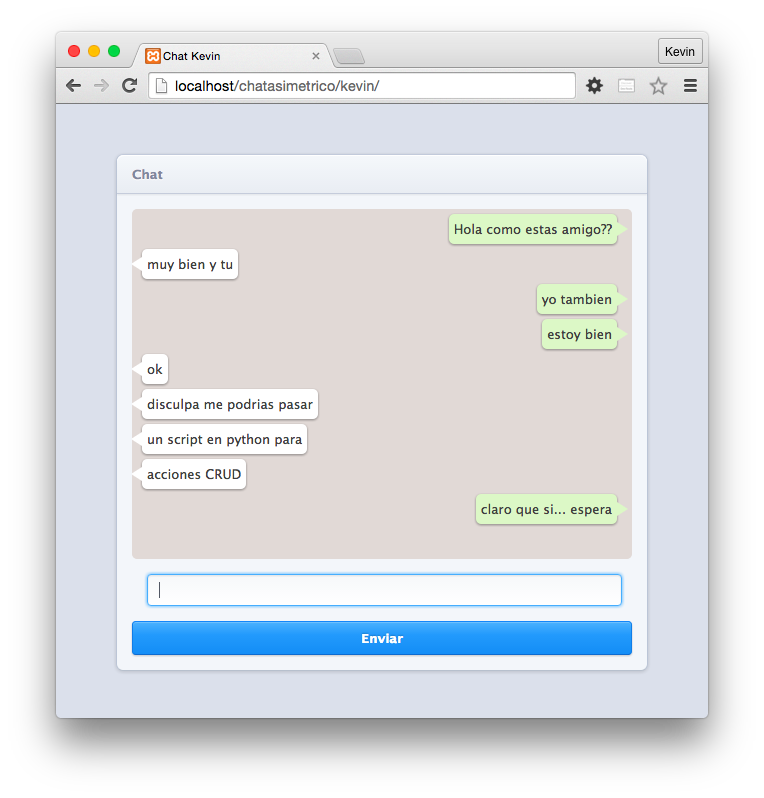 Chat Kevin
Kevin
localhost/chatasimetrico/kevin/
Chat
Hola como estas amigo??
muy bien y tu
yo tambien
estoy bien
ok
disculpa me podrias pasar
un script en python para
acciones CRUD
claro que si... espera
Enviar